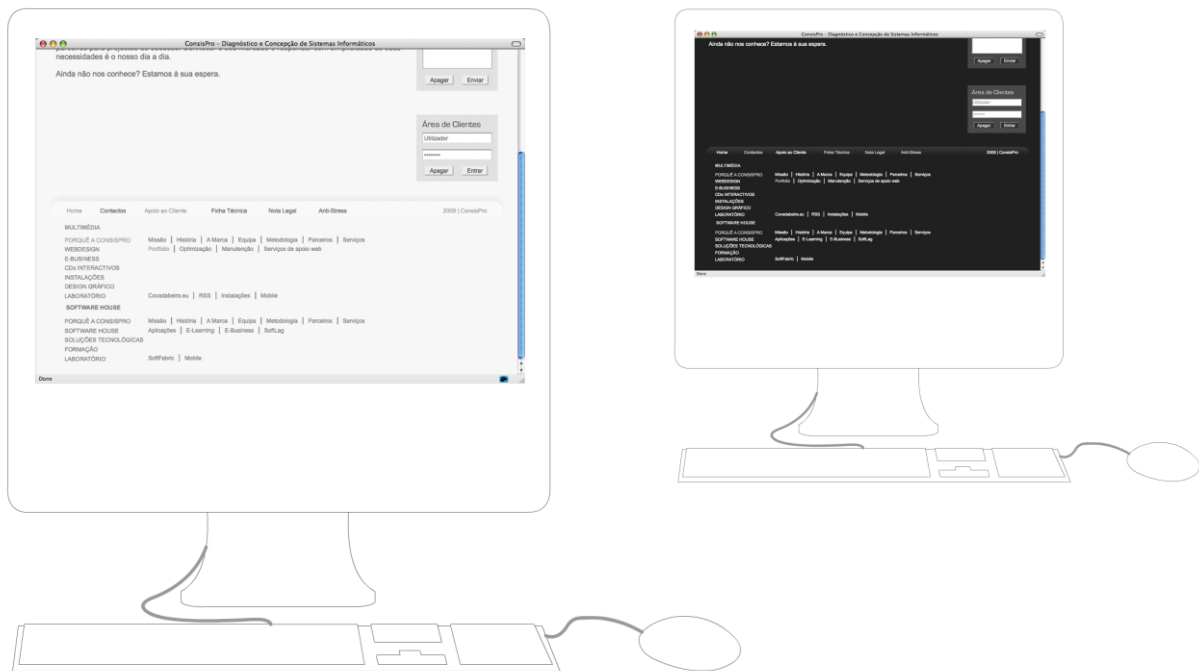 ConsisPro - Diagnóstico e Concepção de Sistemas Informáticos
necessidades é o nosso dia a dia.
Ainda não nos conhece? Estamos à sua espera.
Apagar Enviar
Área de Clientes
Utilizador
Apagar Entrar
Home Contactos Apoio ao Cliente Ficha Técnica Nota Legal Anti-Stress 2009 | ConsisPro
MULTIMÉDIA
PORQUÊ A CONSISPRO Missão | História | A Marca | Equipa | Metodologia | Parceiros | Serviços
WEBDESIGN Portfolio | Optimização | Manutenção | Serviços de apoio web
E-BUSINESS
CDs INTERACTIVOS
INSTALAÇÕES
DESIGN GRÁFICO
LABORATÓRIO Covadabeira.eu | RSS | Instalações | Mobile
SOFTWARE HOUSE
PORQUÊ A CONSISPRO Missão | História | A Marca | Equipa | Metodologia | Parceiros | Serviços
SOFTWARE HOUSE Aplicações | E-Learning | E-Business | SoftLag
SOLUÇÕES TECNOLÓGICAS
FORMAÇÃO
LABORATÓRIO SoftFabric | Mobile
Done
ConsisPro - Diagnóstico e Concepção de Sistemas Informáticos
Ainda não nos conhece? Estamos à sua espera.
Apagar Enviar
Área de Clientes
Utilizador
Apagar Entrar
Home Contactos Apoio ao Cliente Ficha Técnica Nota Legal Anti-Stress 2009 | ConsisPro
MULTIMÉDIA
PORQUÊ A CONSISPRO Missão | História | A Marca | Equipa | Metodologia | Parceiros | Serviços
WEBDESIGN Portfolio | Optimização | Manutenção | Serviços de apoio web
E-BUSINESS
CDs INTERACTIVOS
INSTALAÇÕES
DESIGN GRÁFICO
LABORATÓRIO Covadabeira.eu | RSS | Instalações | Mobile
SOFTWARE HOUSE
PORQUÊ A CONSISPRO Missão | História | A Marca | Equipa | Metodologia | Parceiros | Serviços
SOFTWARE HOUSE Aplicações | E-Learning | E-Business | SoftLag
SOLUÇÕES TECNOLÓGICAS
FORMAÇÃO
LABORATÓRIO SoftFabric | Mobile
Done